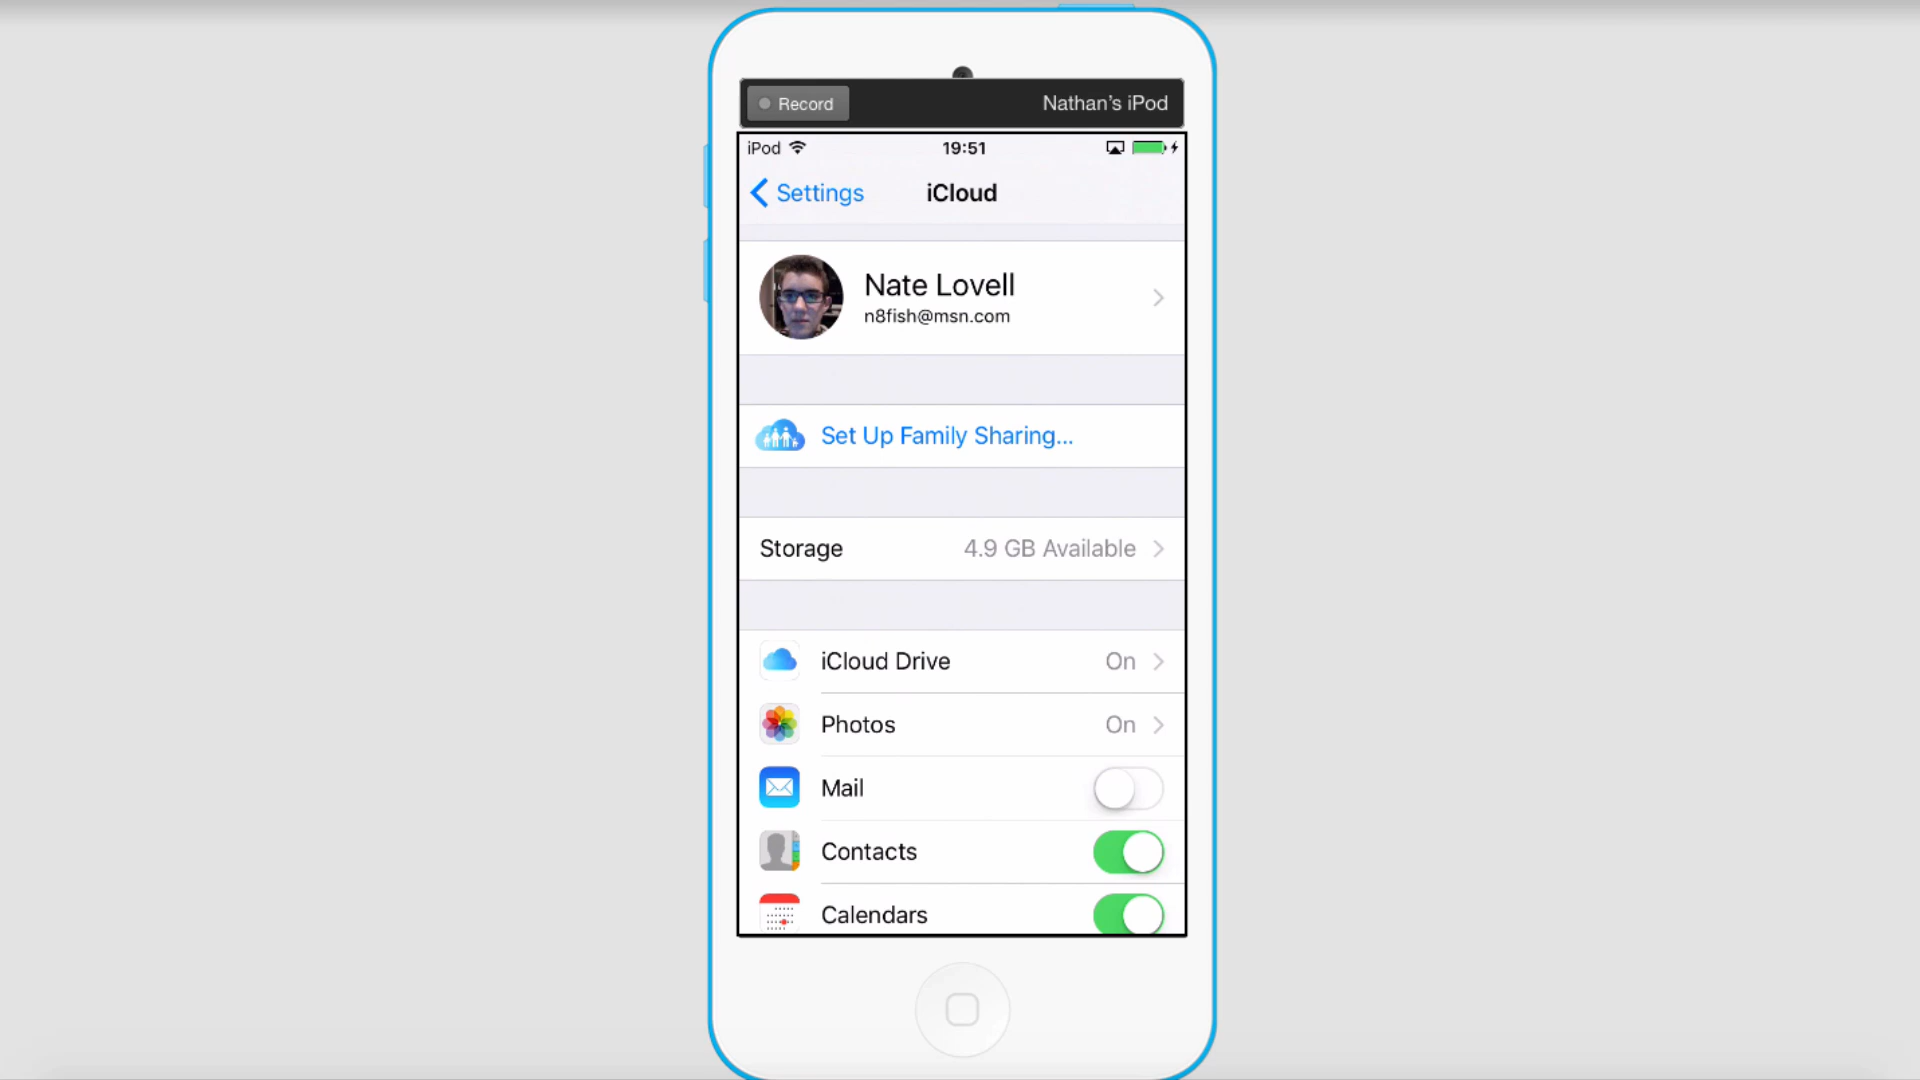 Record
Nathan's iPod
iPod 19:51
Settings iCloud
Nate Lovell
n8fish@msn.com
Set Up Family Sharing...
Storage 4.9 GB Available
iCloud Drive On
Photos On
Mail
Contacts
Calendars